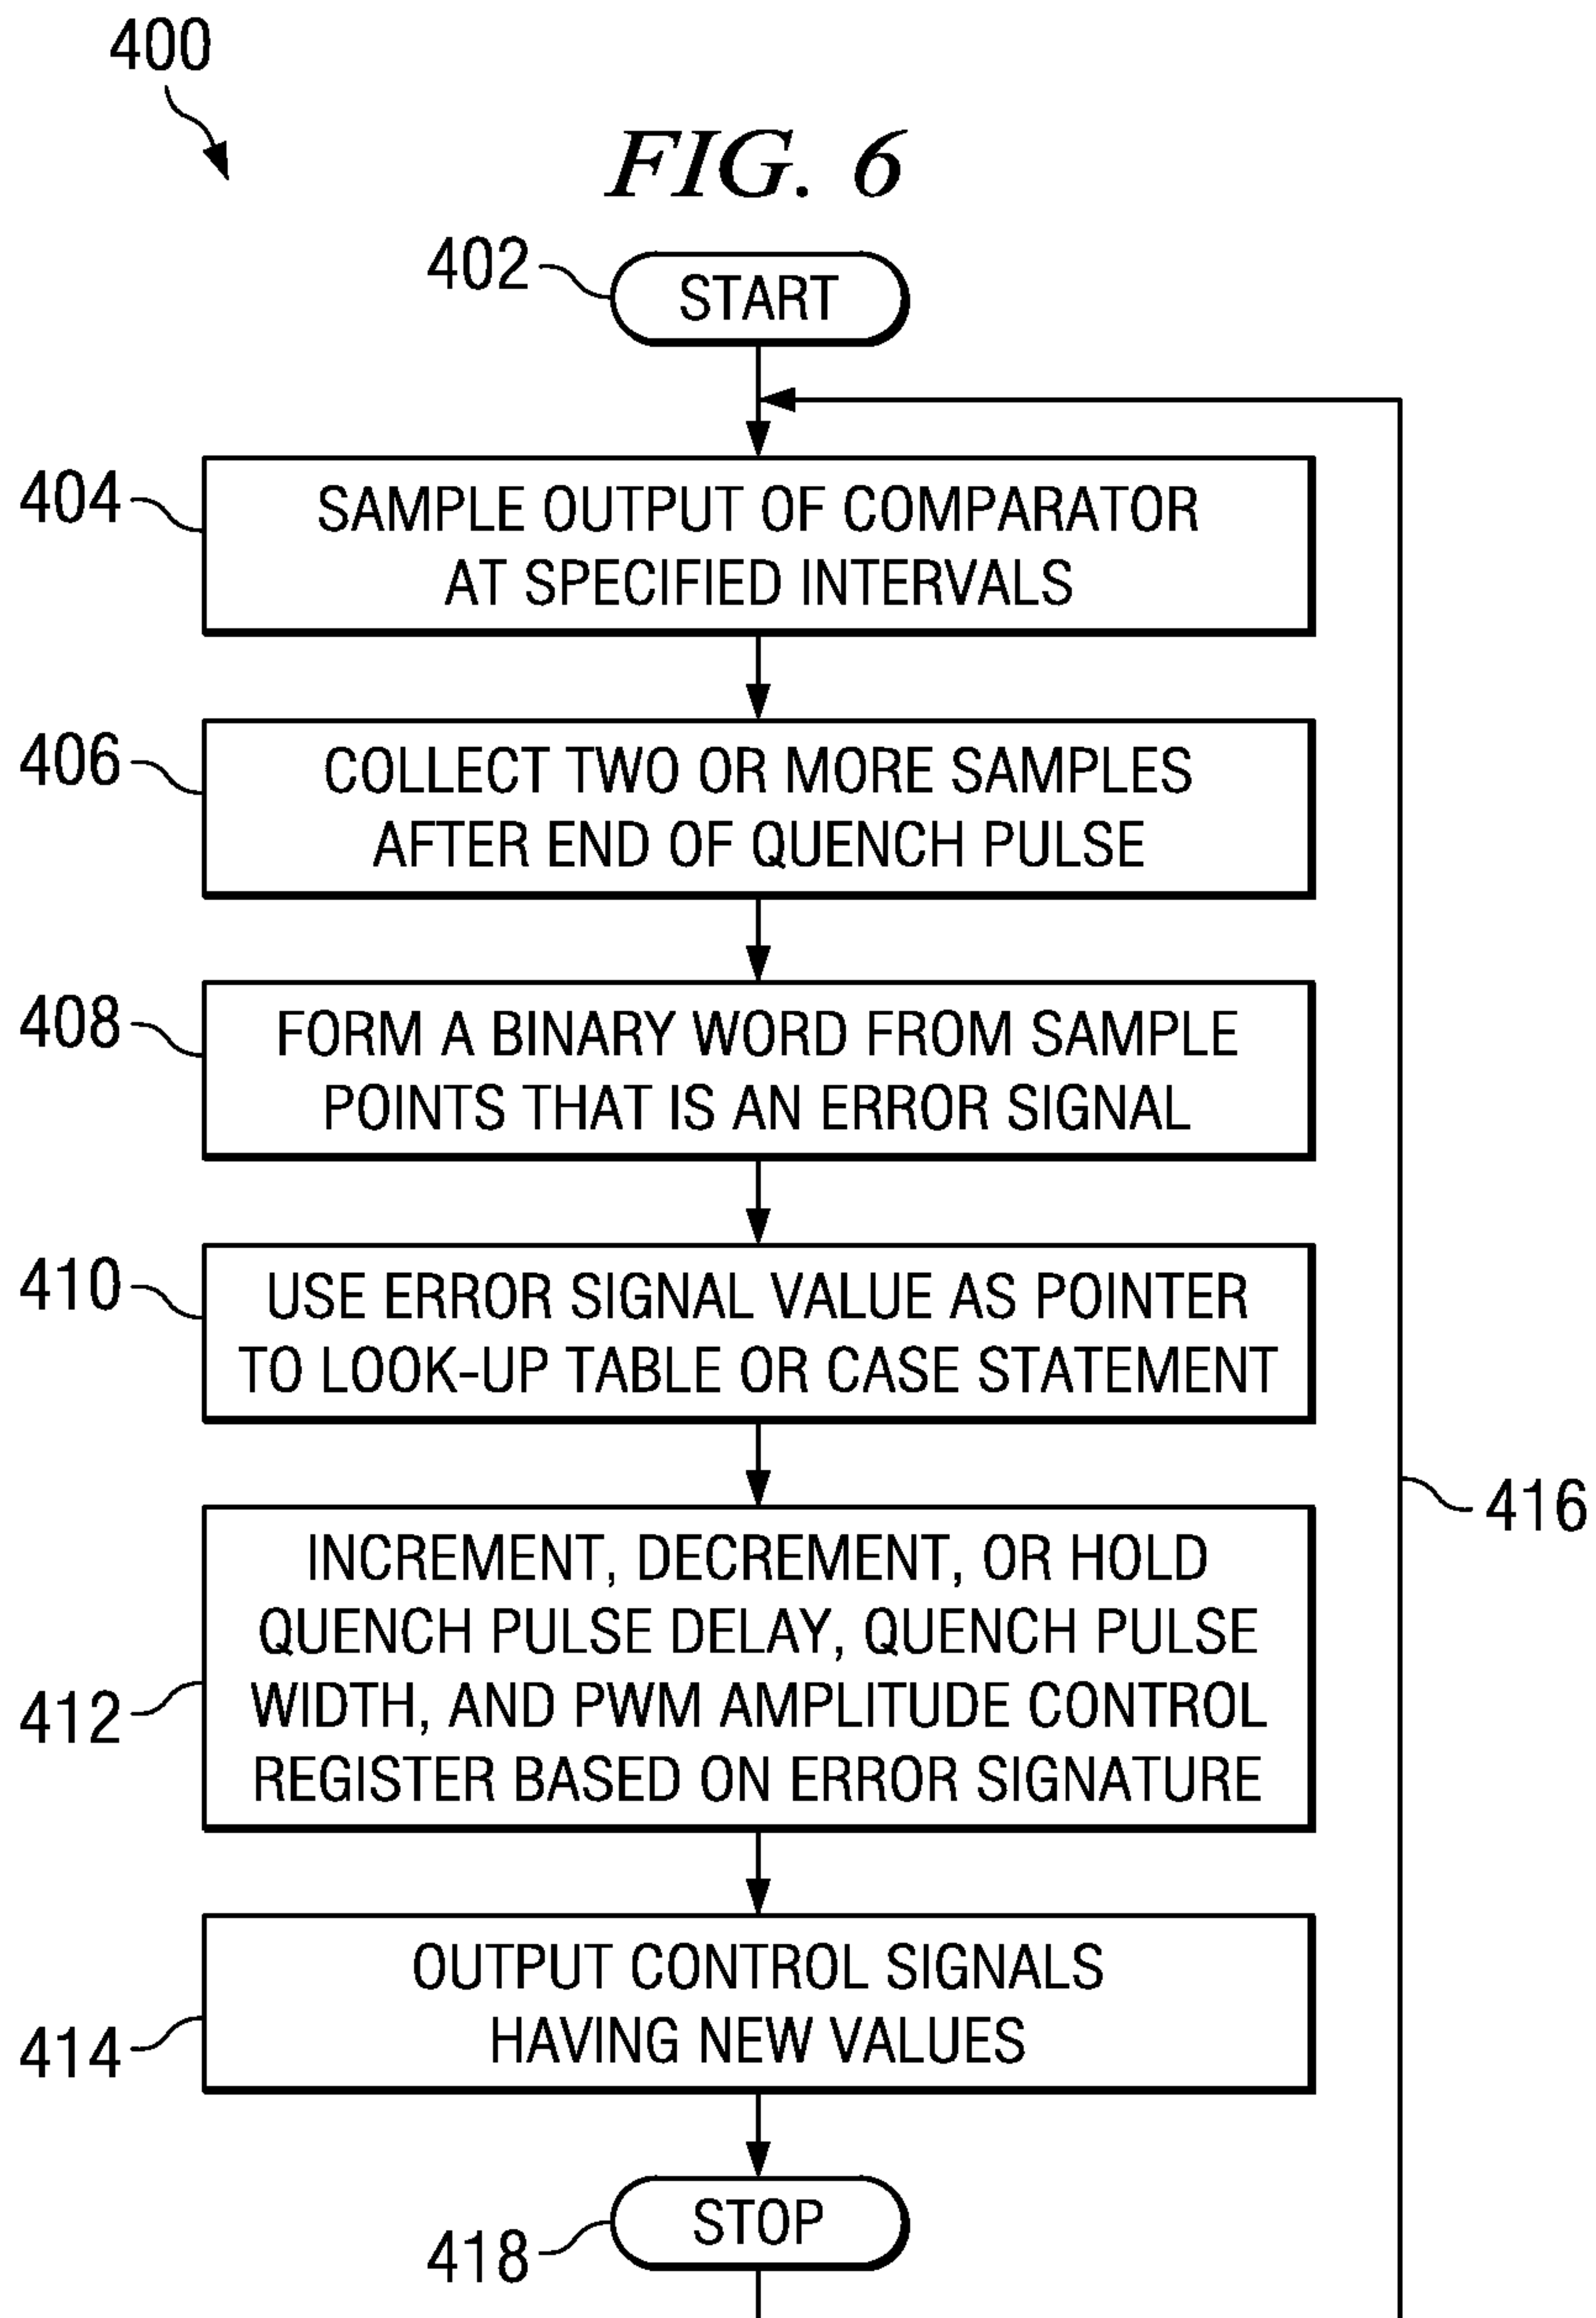 400
FIG. 6
402
START
404
SAMPLE OUTPUT OF COMPARATOR
AT SPECIFIED INTERVALS
406
COLLECT TWO OR MORE SAMPLES
AFTER END OF QUENCH PULSE
408
FORM A BINARY WORD FROM SAMPLE
POINTS THAT IS AN ERROR SIGNAL
410
USE ERROR SIGNAL VALUE AS POINTER
TO LOOK-UP TABLE OR CASE STATEMENT
416
412
INCREMENT, DECREMENT, OR HOLD
QUENCH PULSE DELAY, QUENCH PULSE
WIDTH, AND PWM AMPLITUDE CONTROL
REGISTER BASED ON ERROR SIGNATURE
414
OUTPUT CONTROL SIGNALS
HAVING NEW VALUES
418
STOP